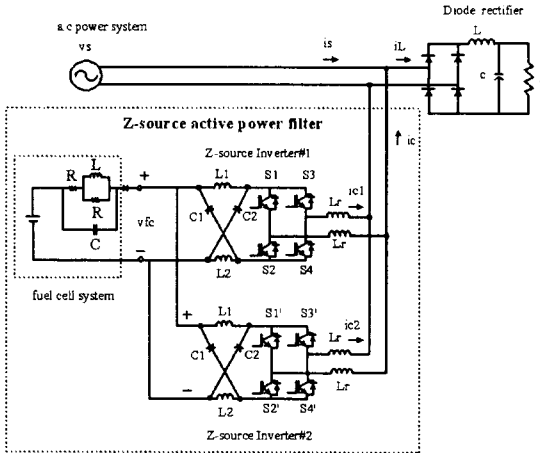 Diode rectifier
a.c power system
vs
is
iL
L
c
R
Z-source active power filter
ic
Z-source Inverter#1
L
R
R
C
+
vfc
−
L1
C1
C2
L2
S1
S3
S2
S4
Lr
ic1
Lr
fuel cell system
+
L1
C1
C2
−
L2
S1'
S3'
S2'
S4'
Lr
ic2
Lr
Z-source Inverter#2